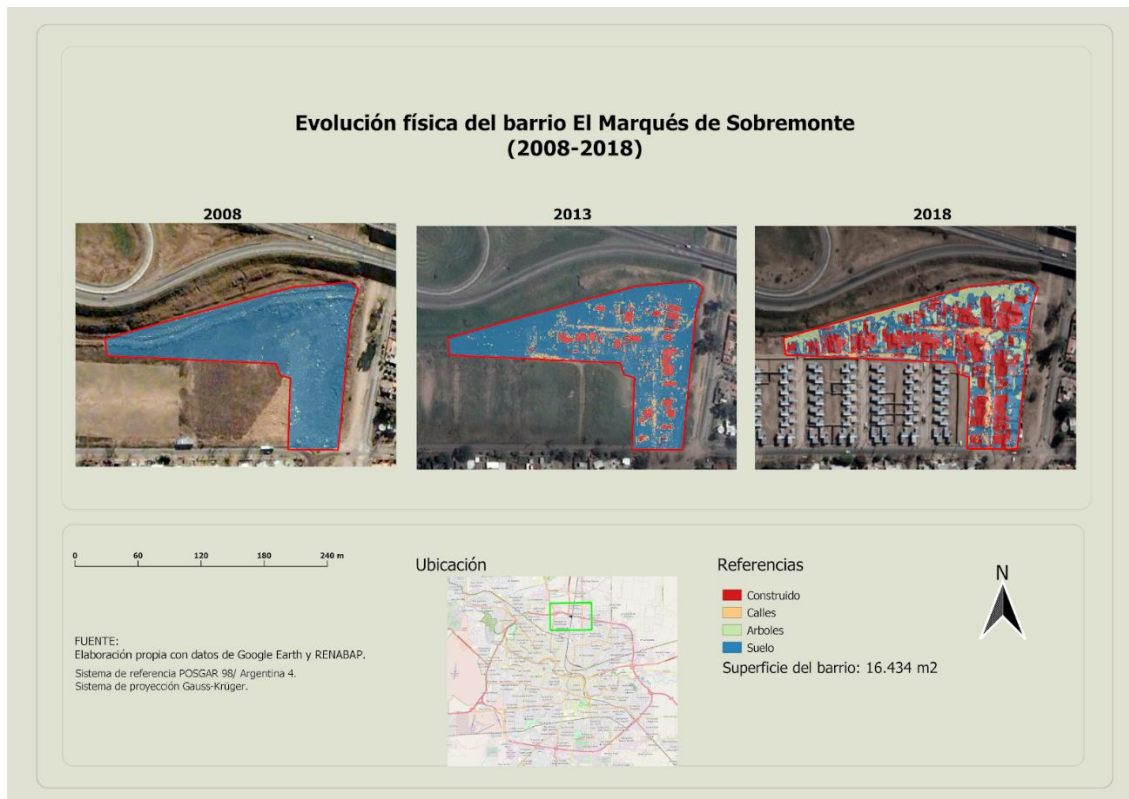 Evolución física del barrio El Marqués de Sobremonte
(2008-2018)
2008
2013
2018
0 60 120 180 240 m
Ubicación
Referencias
N
Construido
Calles
Arboles
Suelo
Superficie del barrio: 16.434 m2
FUENTE:
Elaboración propia con datos de Google Earth y RENABAP.
Sistema de referencia POSGAR 98/ Argentina 4.
Sistema de proyección Gauss-Krüger.